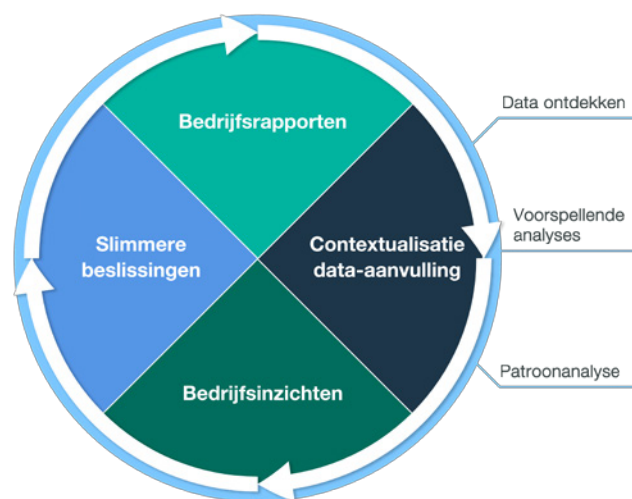 Bedrijfsrapporten
Slimmere
beslissingen
Contextualisatie
data-aanvulling
Bedrijfsinzichten
Data ontdekken
Voorspellende
analyses
Patroonanalyse